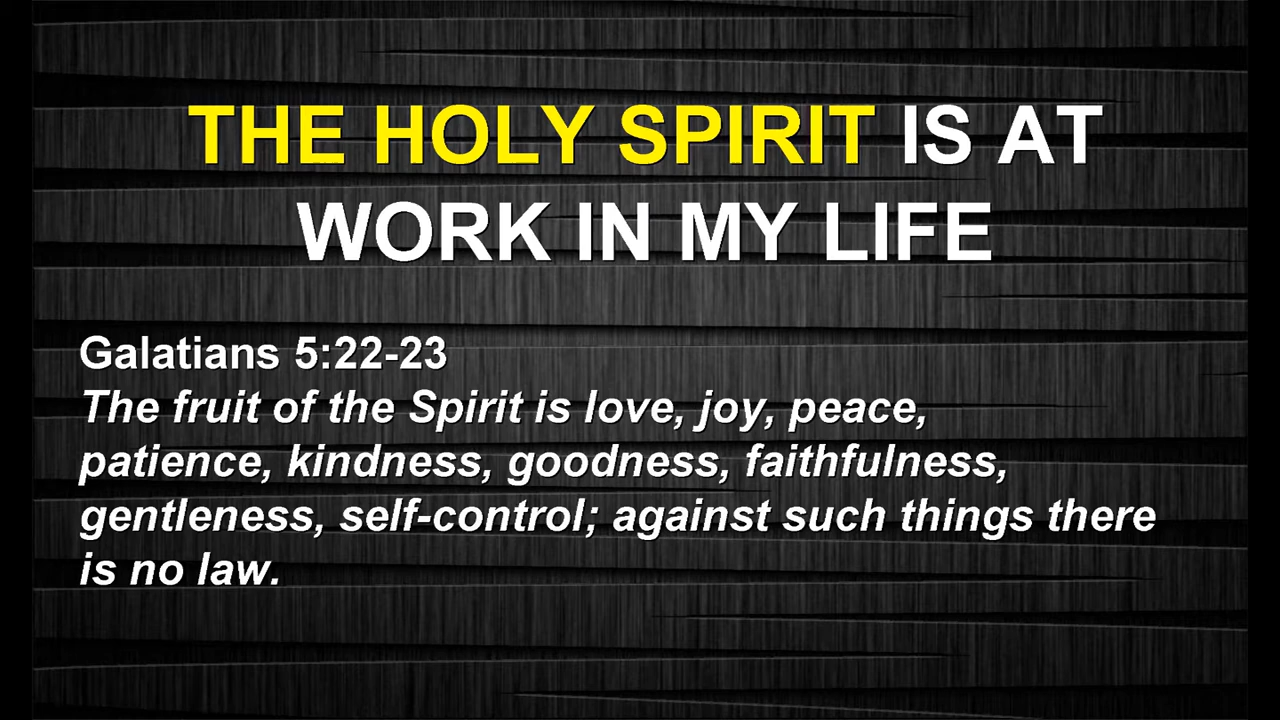 THE HOLY SPIRIT IS AT
WORK IN MY LIFE
Galatians 5:22-23
The fruit of the Spirit is love, joy, peace,
patience, kindness, goodness, faithfulness,
gentleness, self-control; against such things there
is no law.